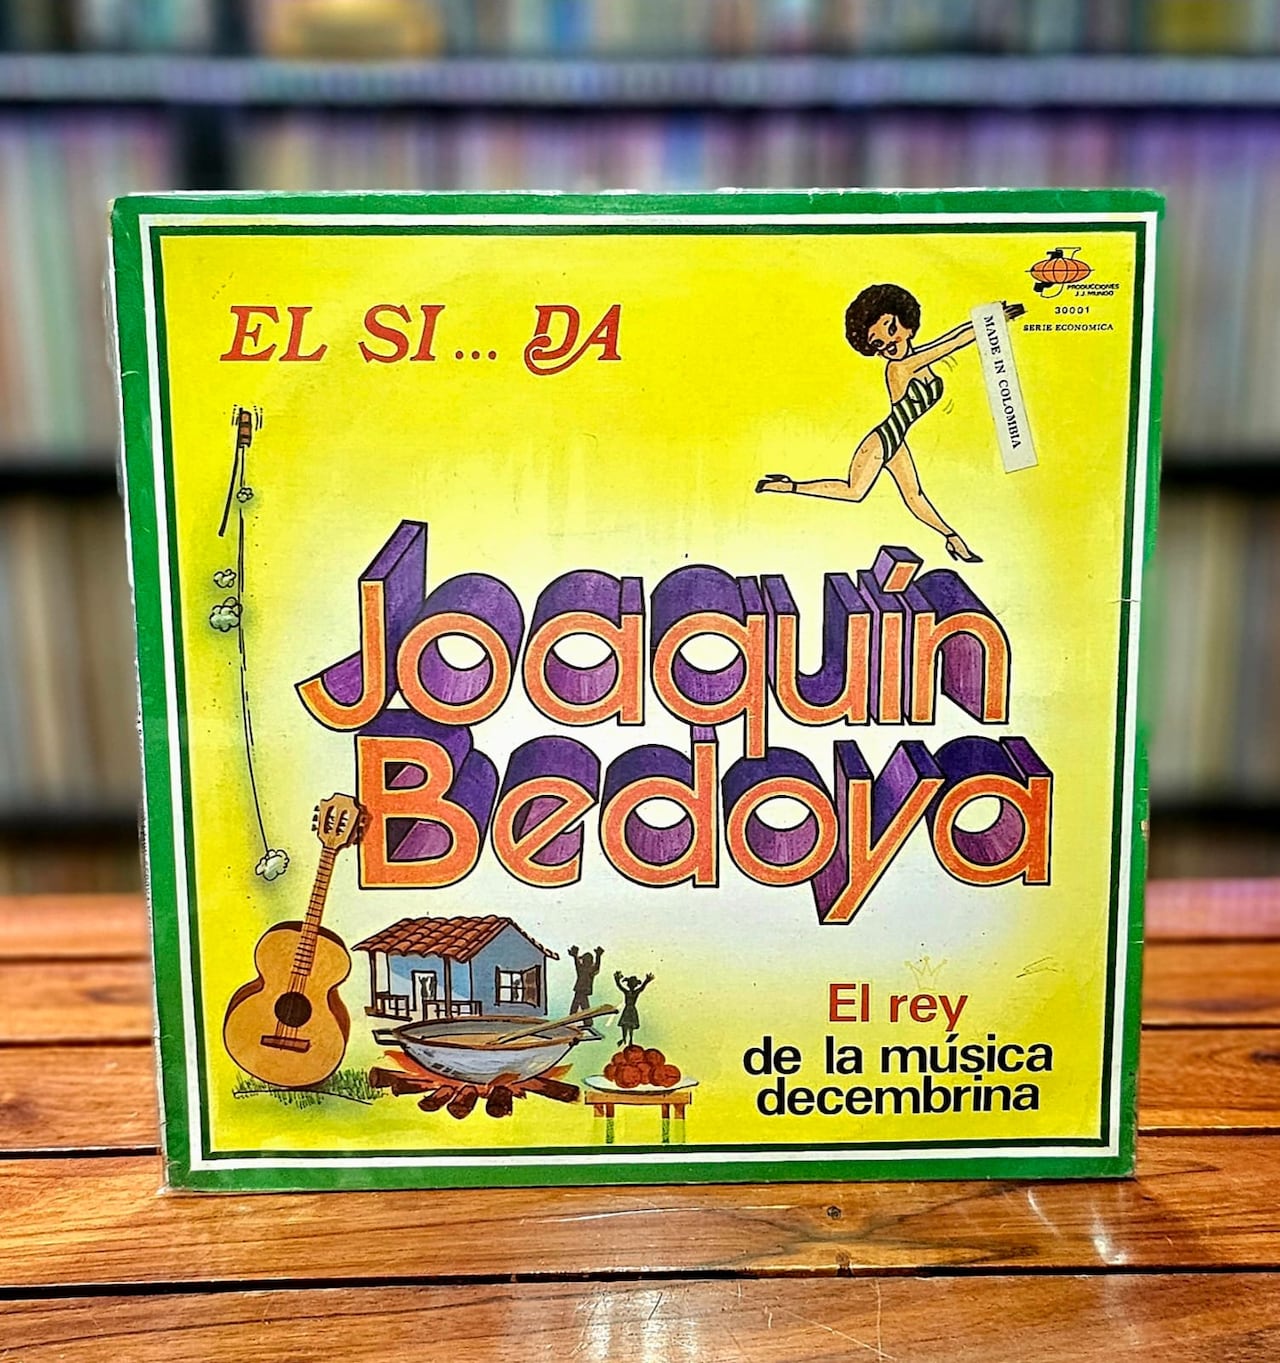 EL SI... DA
PRODUCCIONES
J.J. MUNDO
30001
SERIE ECONOMICA
MADE IN COLOMBIA
Joaquín
Bedoya
El rey
de la música
decembrina